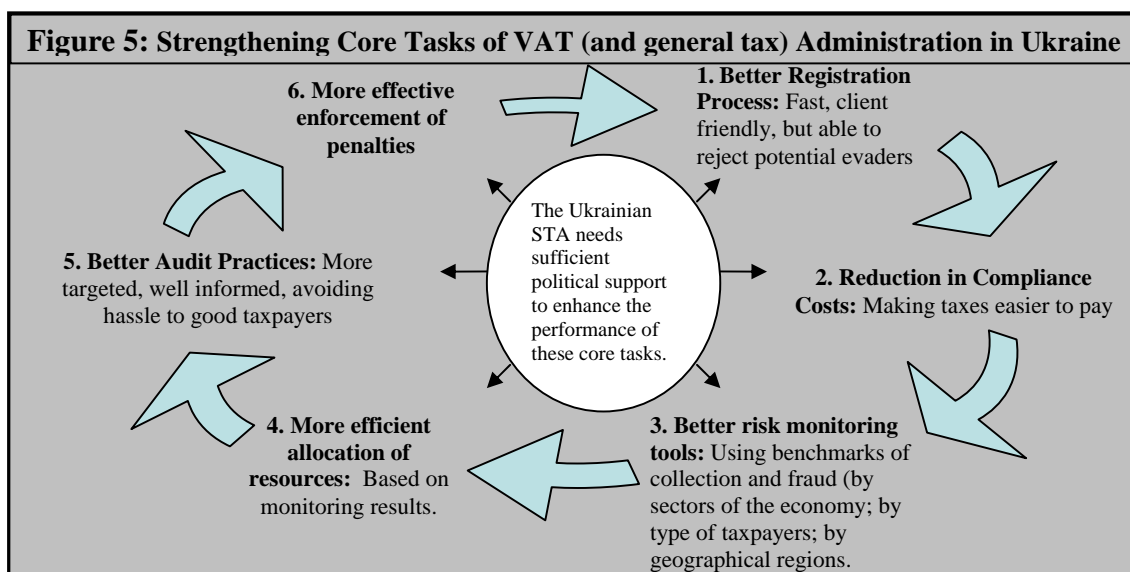 Figure 5: Strengthening Core Tasks of VAT (and general tax) Administration in Ukraine
1. Better Registration
Process: Fast, client
friendly, but able to
reject potential evaders
2. Reduction in Compliance
Costs: Making taxes easier to pay
3. Better risk monitoring
tools: Using benchmarks of
collection and fraud (by
sectors of the economy; by
type of taxpayers; by
geographical regions.
4. More efficient
allocation of
resources: Based on
monitoring results.
5. Better Audit Practices: More
targeted, well informed, avoiding
hassle to good taxpayers
6. More effective
enforcement of
penalties
The Ukrainian
STA needs
sufficient
political support
to enhance the
performance of
these core tasks.